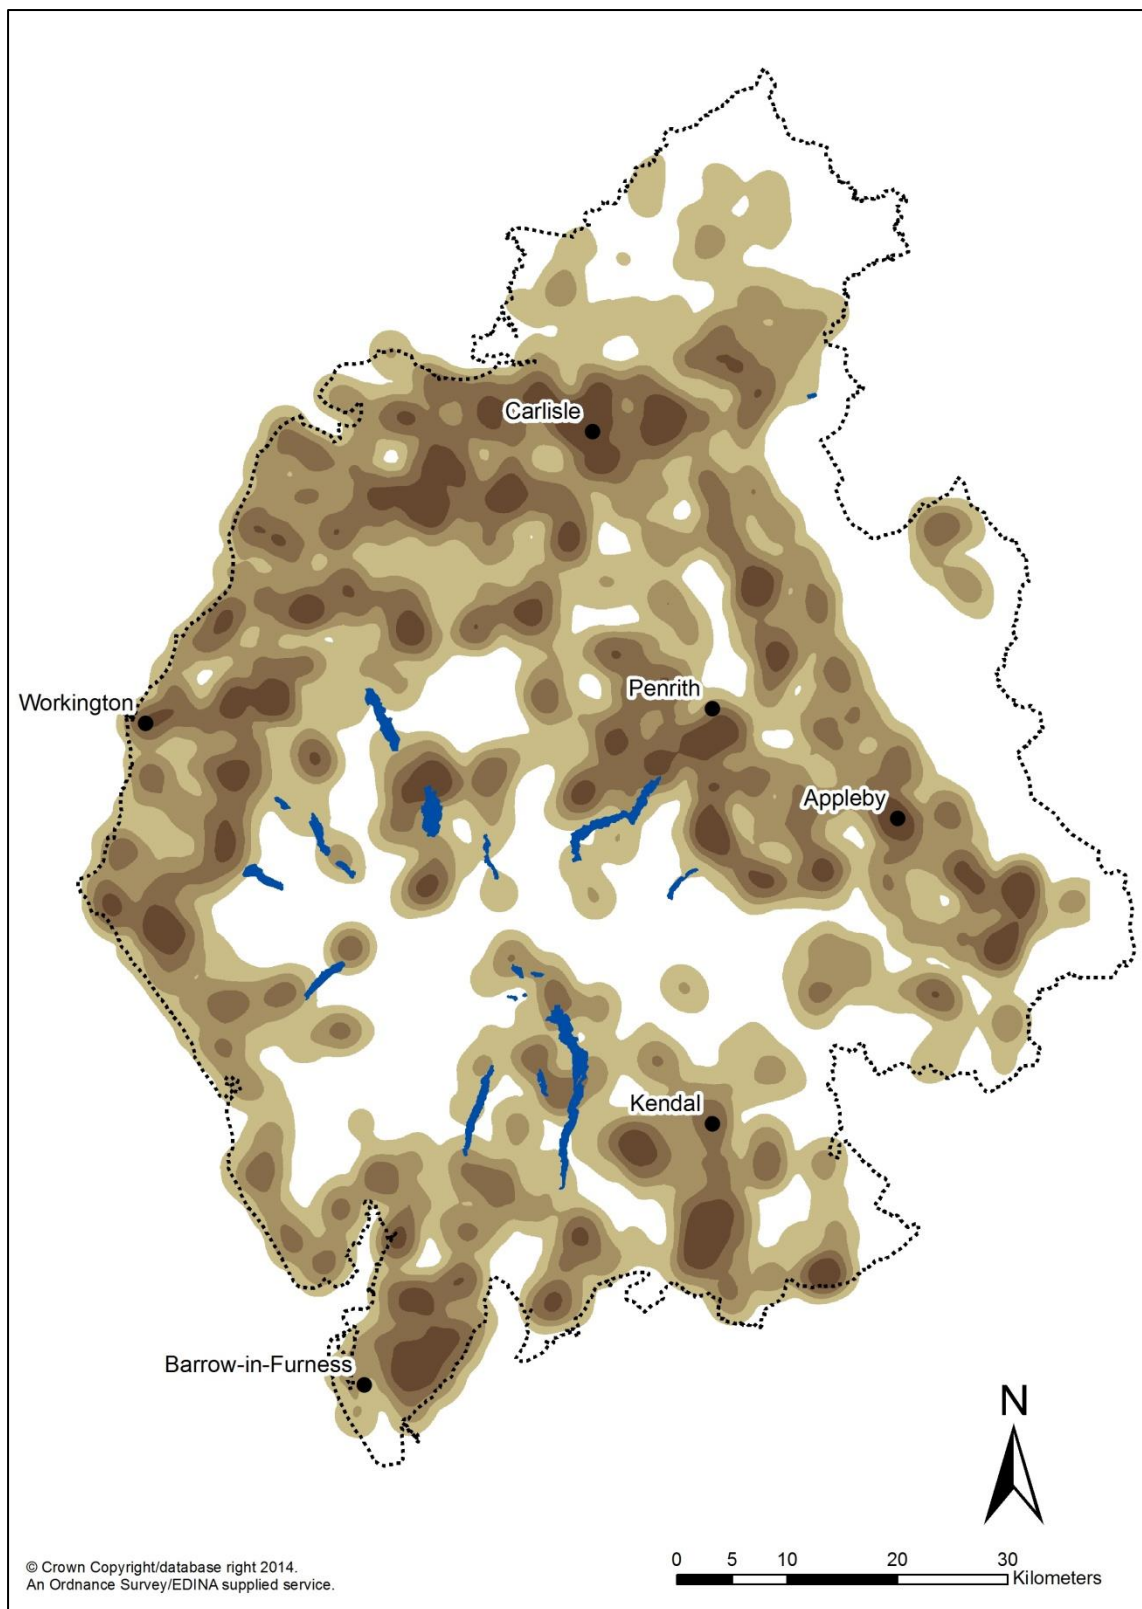 Carlisle
Penrith
Workington
Appleby
Kendal
Barrow-in-Furness
N
© Crown Copyright/database right 2014.
An Ordnance Survey/EDINA supplied service.
0 5 10 20 30
Kilometers